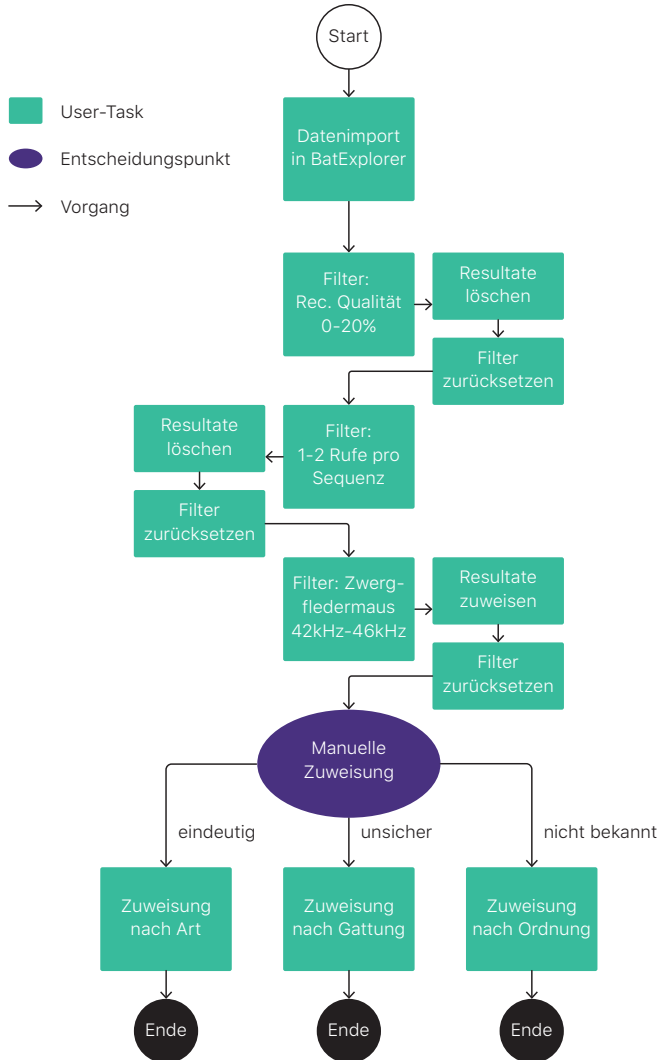 Start
User-Task
Entscheidungspunkt
Vorgang
Datenimport
in BatExplorer
Filter:
Rec. Qualität
0-20%
Resultate
löschen
Filter
zurücksetzen
Filter:
1-2 Rufe pro
Sequenz
Resultate
löschen
Filter
zurücksetzen
Filter: Zwerg-
fledermaus
42kHz-46kHz
Resultate
zuweisen
Filter
zurücksetzen
Manuelle
Zuweisung
eindeutig
unsicher
nicht bekannt
Zuweisung
nach Art
Zuweisung
nach Gattung
Zuweisung
nach Ordnung
Ende
Ende
Ende